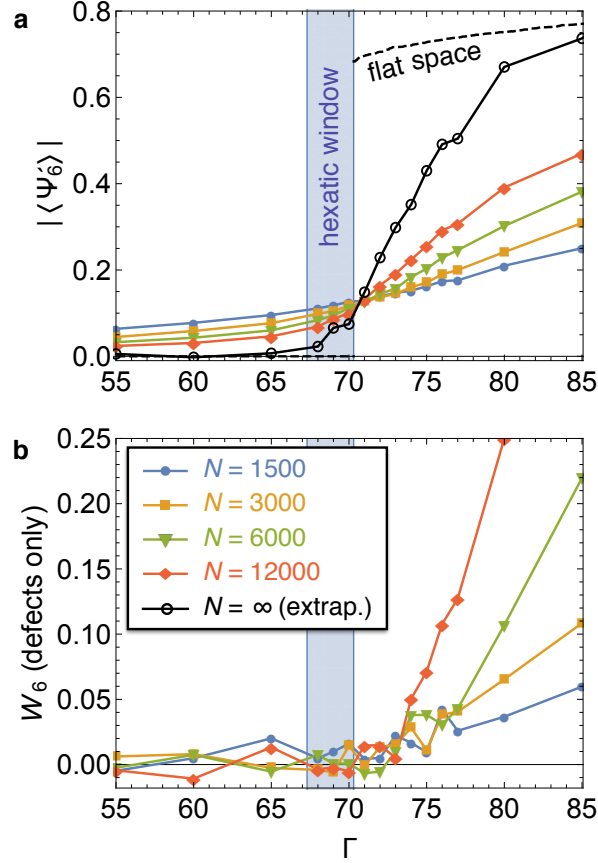 a
0.8
0.6
0.4
0.2
0.0
|⟨Ψ́6⟩|
flat space
hexatic window
55 60 65 70 75 80 85
b
0.25
0.20
0.15
0.10
0.05
0.00
W6 (defects only)
N = 1500
N = 3000
N = 6000
N = 12000
N = ∞ (extrap.)
55 60 65 70 75 80 85
Γ